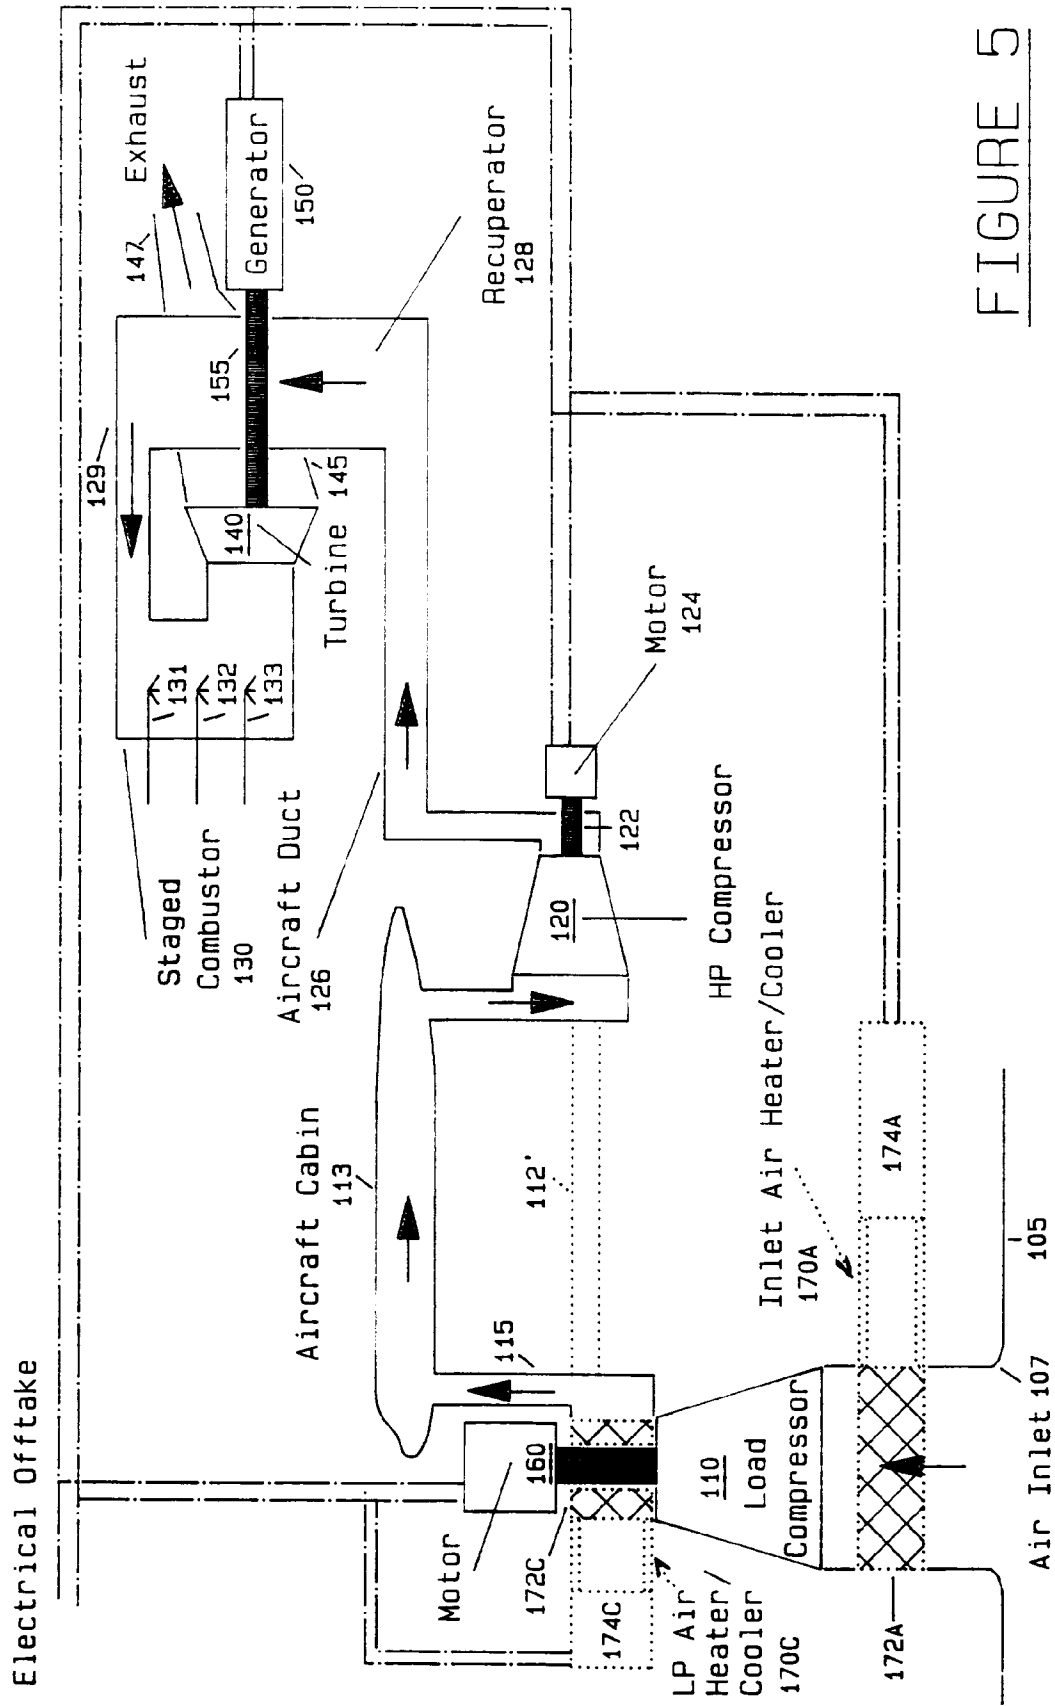 Electrical Offtake
Exhaust
147
Generator
150
155
129
Recuperator
128
145
140
Turbine
131
132
133
Staged
Combustor
130
Aircraft Duct
126
Motor
124
122
120
HP Compressor
Aircraft Cabin
113
112'
115
Inlet Air Heater/Cooler
170A
174A
105
107
Air Inlet
172A
110
Load
Compressor
160
Motor
172C
174C
LP Air
Heater/
Cooler
170C
FIGURE 5